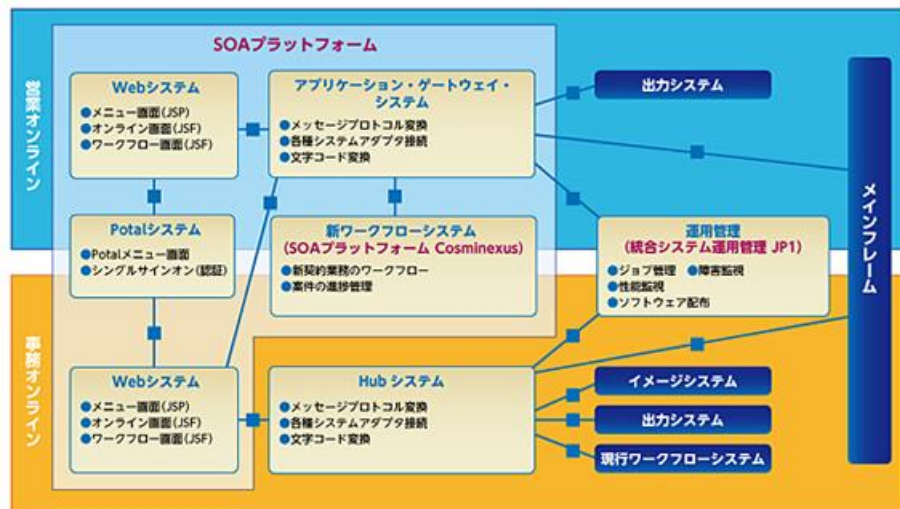 SOAプラットフォーム
営業オンライン
Webシステム
●メニュー画面(JSP)
●オンライン画面(JSF)
●ワークフロー画面(JSF)
アプリケーション・ゲートウェイ・
システム
●メッセージプロトコル変換
●各種システムアダプタ接続
●文字コード変換
出力システム
メインフレーム
Potalシステム
●Potalメニュー画面
●シングルサインオン(認証)
新ワークフローシステム
(SOAプラットフォーム Cosminexus)
●新契約業務のワークフロー
●案件の進捗管理
運用管理
(統合システム運用管理 JP1)
●ジョブ管理 ●障害監視
●性能監視
●ソフトウェア配布
事務オンライン
Webシステム
●メニュー画面(JSP)
●オンライン画面(JSF)
●ワークフロー画面(JSF)
Hub システム
●メッセージプロトコル変換
●各種システムアダプタ接続
●文字コード変換
イメージシステム
出力システム
現行ワークフローシステム